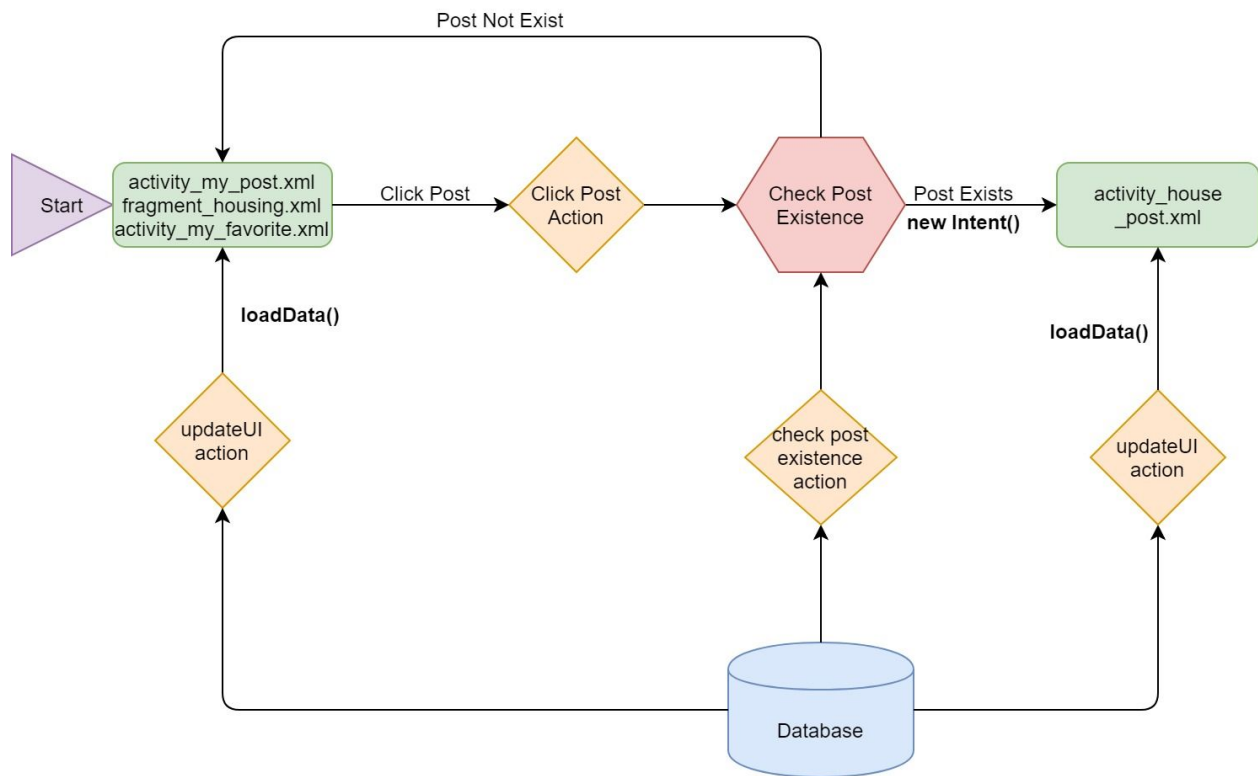 Post Not Exist
Start
activity_my_post.xml
fragment_housing.xml
activity_my_favorite.xml
Click Post
Click Post
Action
Check Post
Existence
Post Exists
new Intent()
activity_house
_post.xml
loadData()
loadData()
updateUI
action
check post
existence
action
updateUI
action
Database